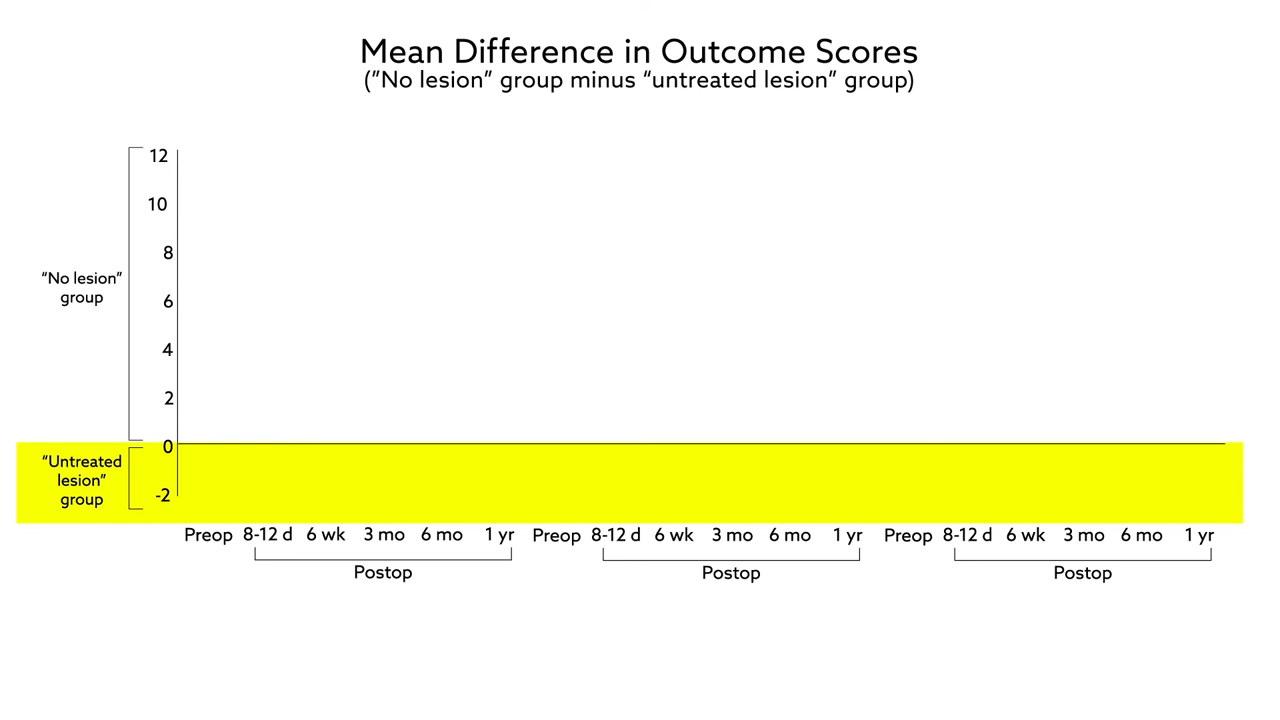 Mean Difference in Outcome Scores
("No lesion" group minus "untreated lesion" group)
12
10
8
6
4
2
0
-2
"No lesion"
group
"Untreated
lesion"
group
Preop 8-12 d 6 wk 3 mo 6 mo 1 yr Preop 8-12 d 6 wk 3 mo 6 mo 1 yr Preop 8-12 d 6 wk 3 mo 6 mo 1 yr
Postop Postop Postop